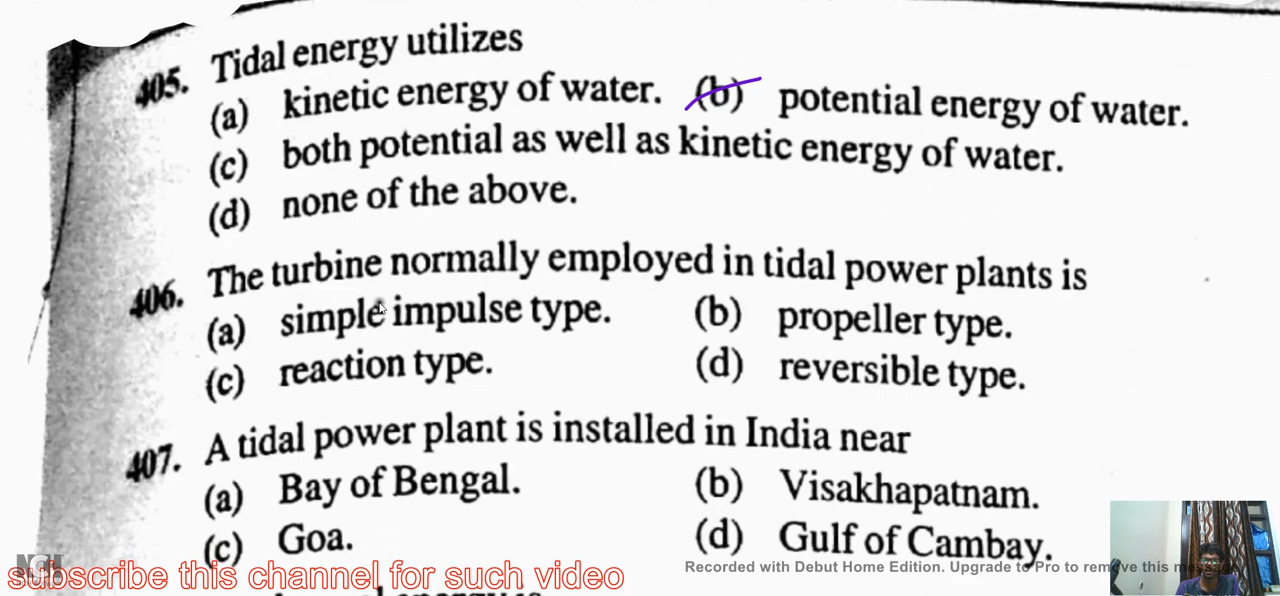 405. Tidal energy utilizes
(a) kinetic energy of water. (b) potential energy of water.
(c) both potential as well as kinetic energy of water.
(d) none of the above.
406. The turbine normally employed in tidal power plants is
(a) simple impulse type. (b) propeller type.
(c) reaction type. (d) reversible type.
407. A tidal power plant is installed in India near
(a) Bay of Bengal. (b) Visakhapatnam.
(c) Goa. (d) Gulf of Cambay.
Recorded with Debut Home Edition. Upgrade to Pro to remove this message
subscribe this channel for such video